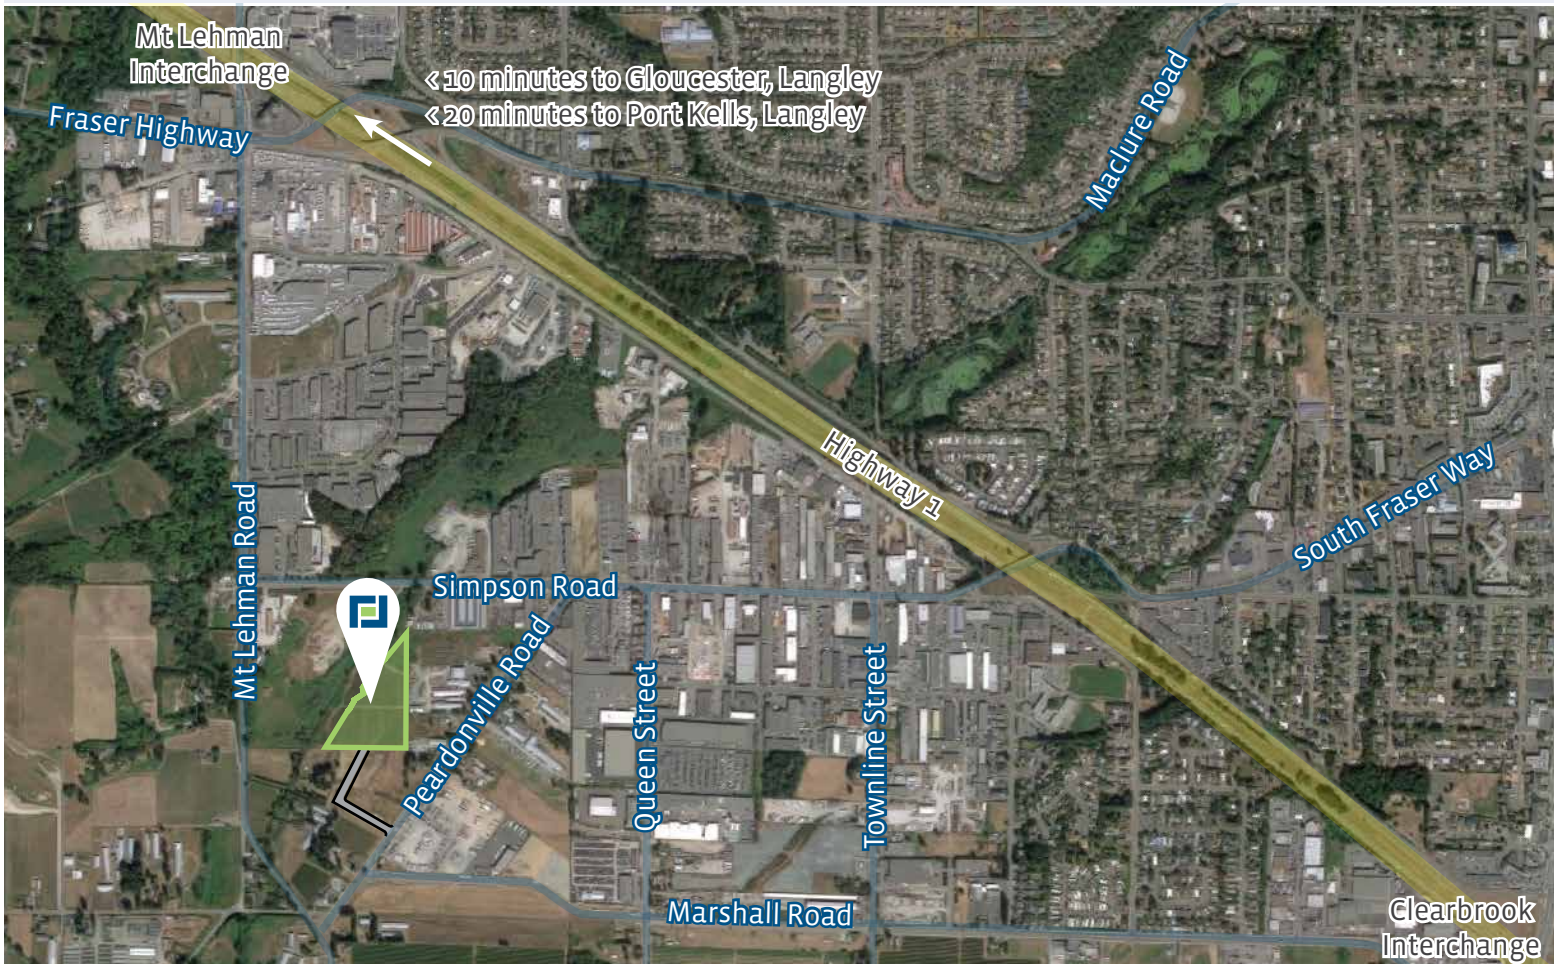 Mt Lehman
Interchange
< 10 minutes to Gloucester, Langley
< 20 minutes to Port Kells, Langley
Fraser Highway
Maclure Road
Highway 1
South Fraser Way
Mt Lehman Road
Simpson Road
Peardonville Road
Queen Street
Townline Street
Marshall Road
Clearbrook
Interchange